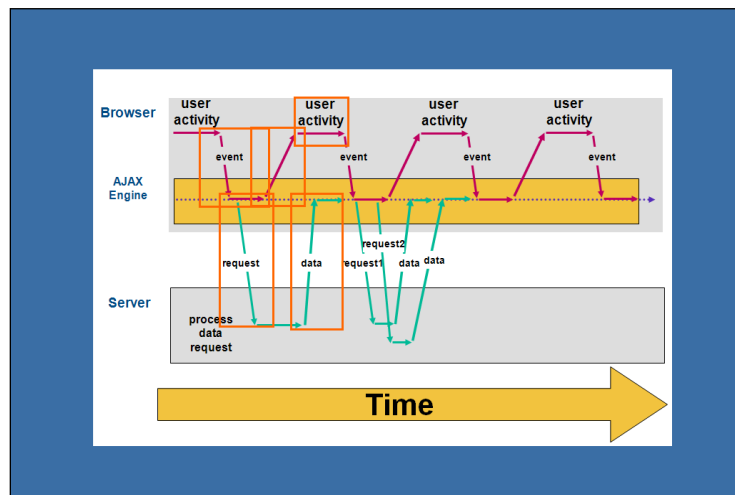 Browser
user
activity
user
activity
user
activity
user
activity
event
event
event
event
AJAX
Engine
request
data
request1
request2
data
data
Server
process
data
request
Time